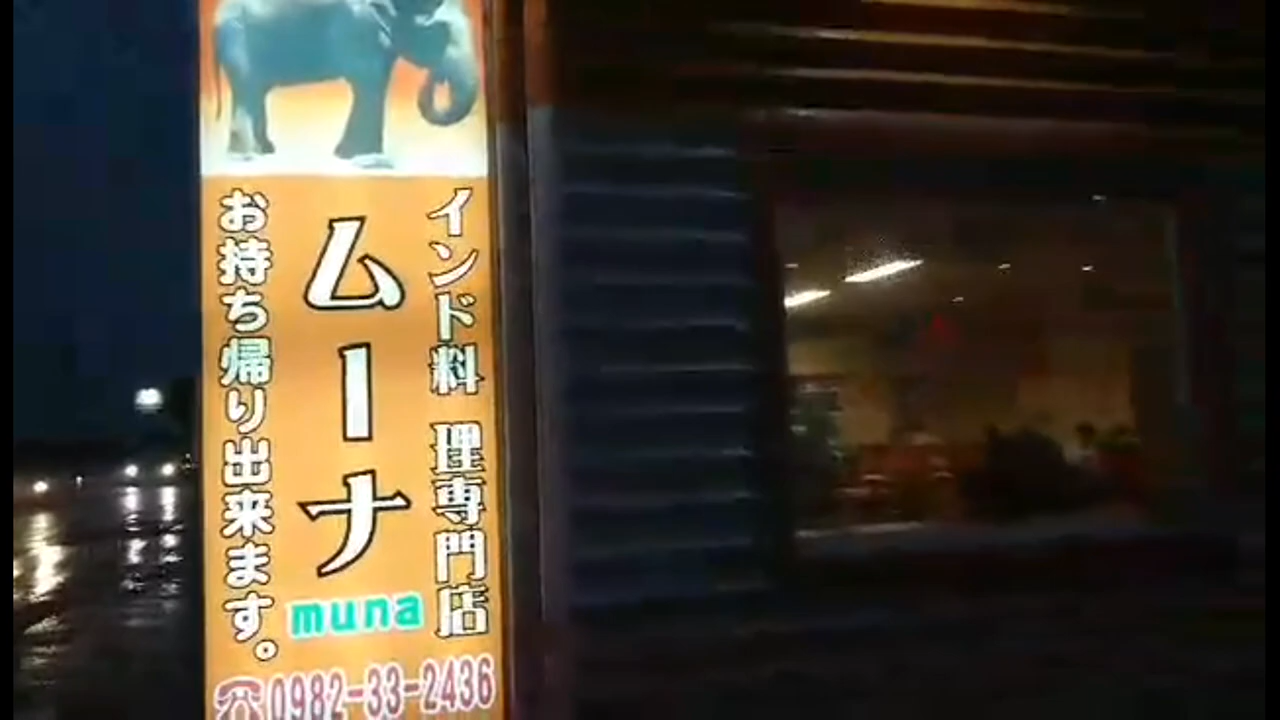 インド料 理専門店
ムーナ
muna
お持ち帰り出来ます。
☎0982-33-2436